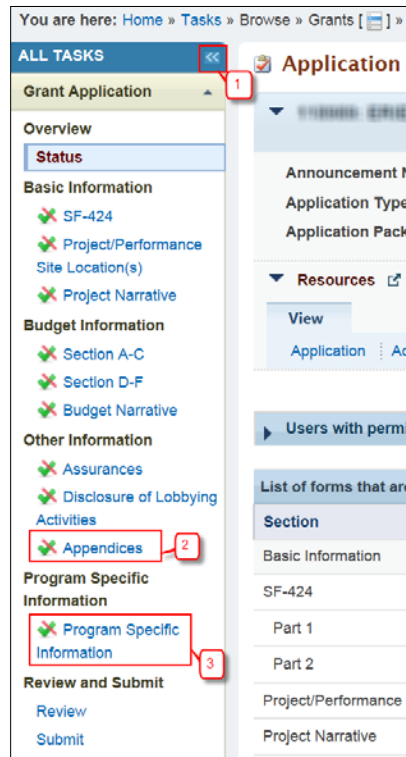 You are here: Home » Tasks » Browse » Grants [ ] »
ALL TASKS
«
1
Grant Application
Overview
Status
Basic Information
SF-424
Project/Performance
Site Location(s)
Project Narrative
Budget Information
Section A-C
Section D-F
Budget Narrative
Other Information
Assurances
Disclosure of Lobbying
Activities
Appendices
2
Program Specific
Information
Program Specific
Information
3
Review and Submit
Review
Submit
Application
Announcement
Application Type
Application
Resources
View
Application
Users with
List of forms that
Section
Basic Information
SF-424
Part 1
Part 2
Project/Performance
Project Narrative